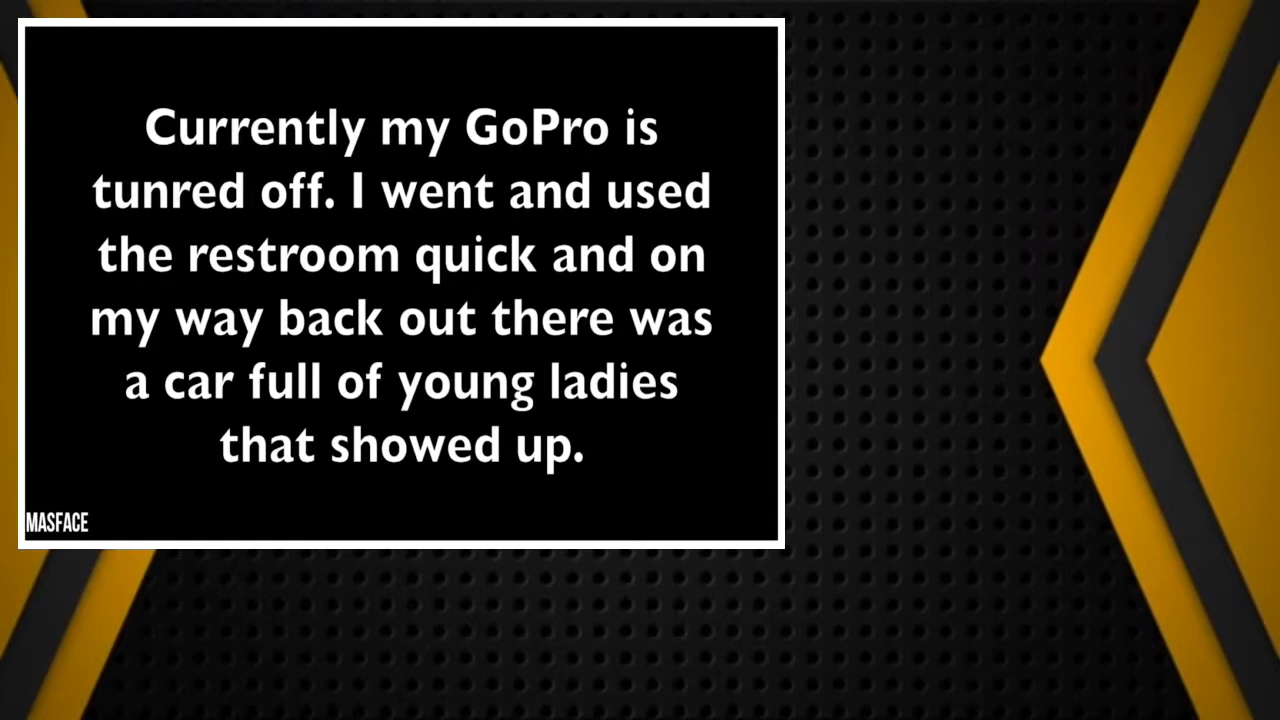 Currently my GoPro is
tunred off. I went and used
the restroom quick and on
my way back out there was
a car full of young ladies
that showed up.
MASFACE